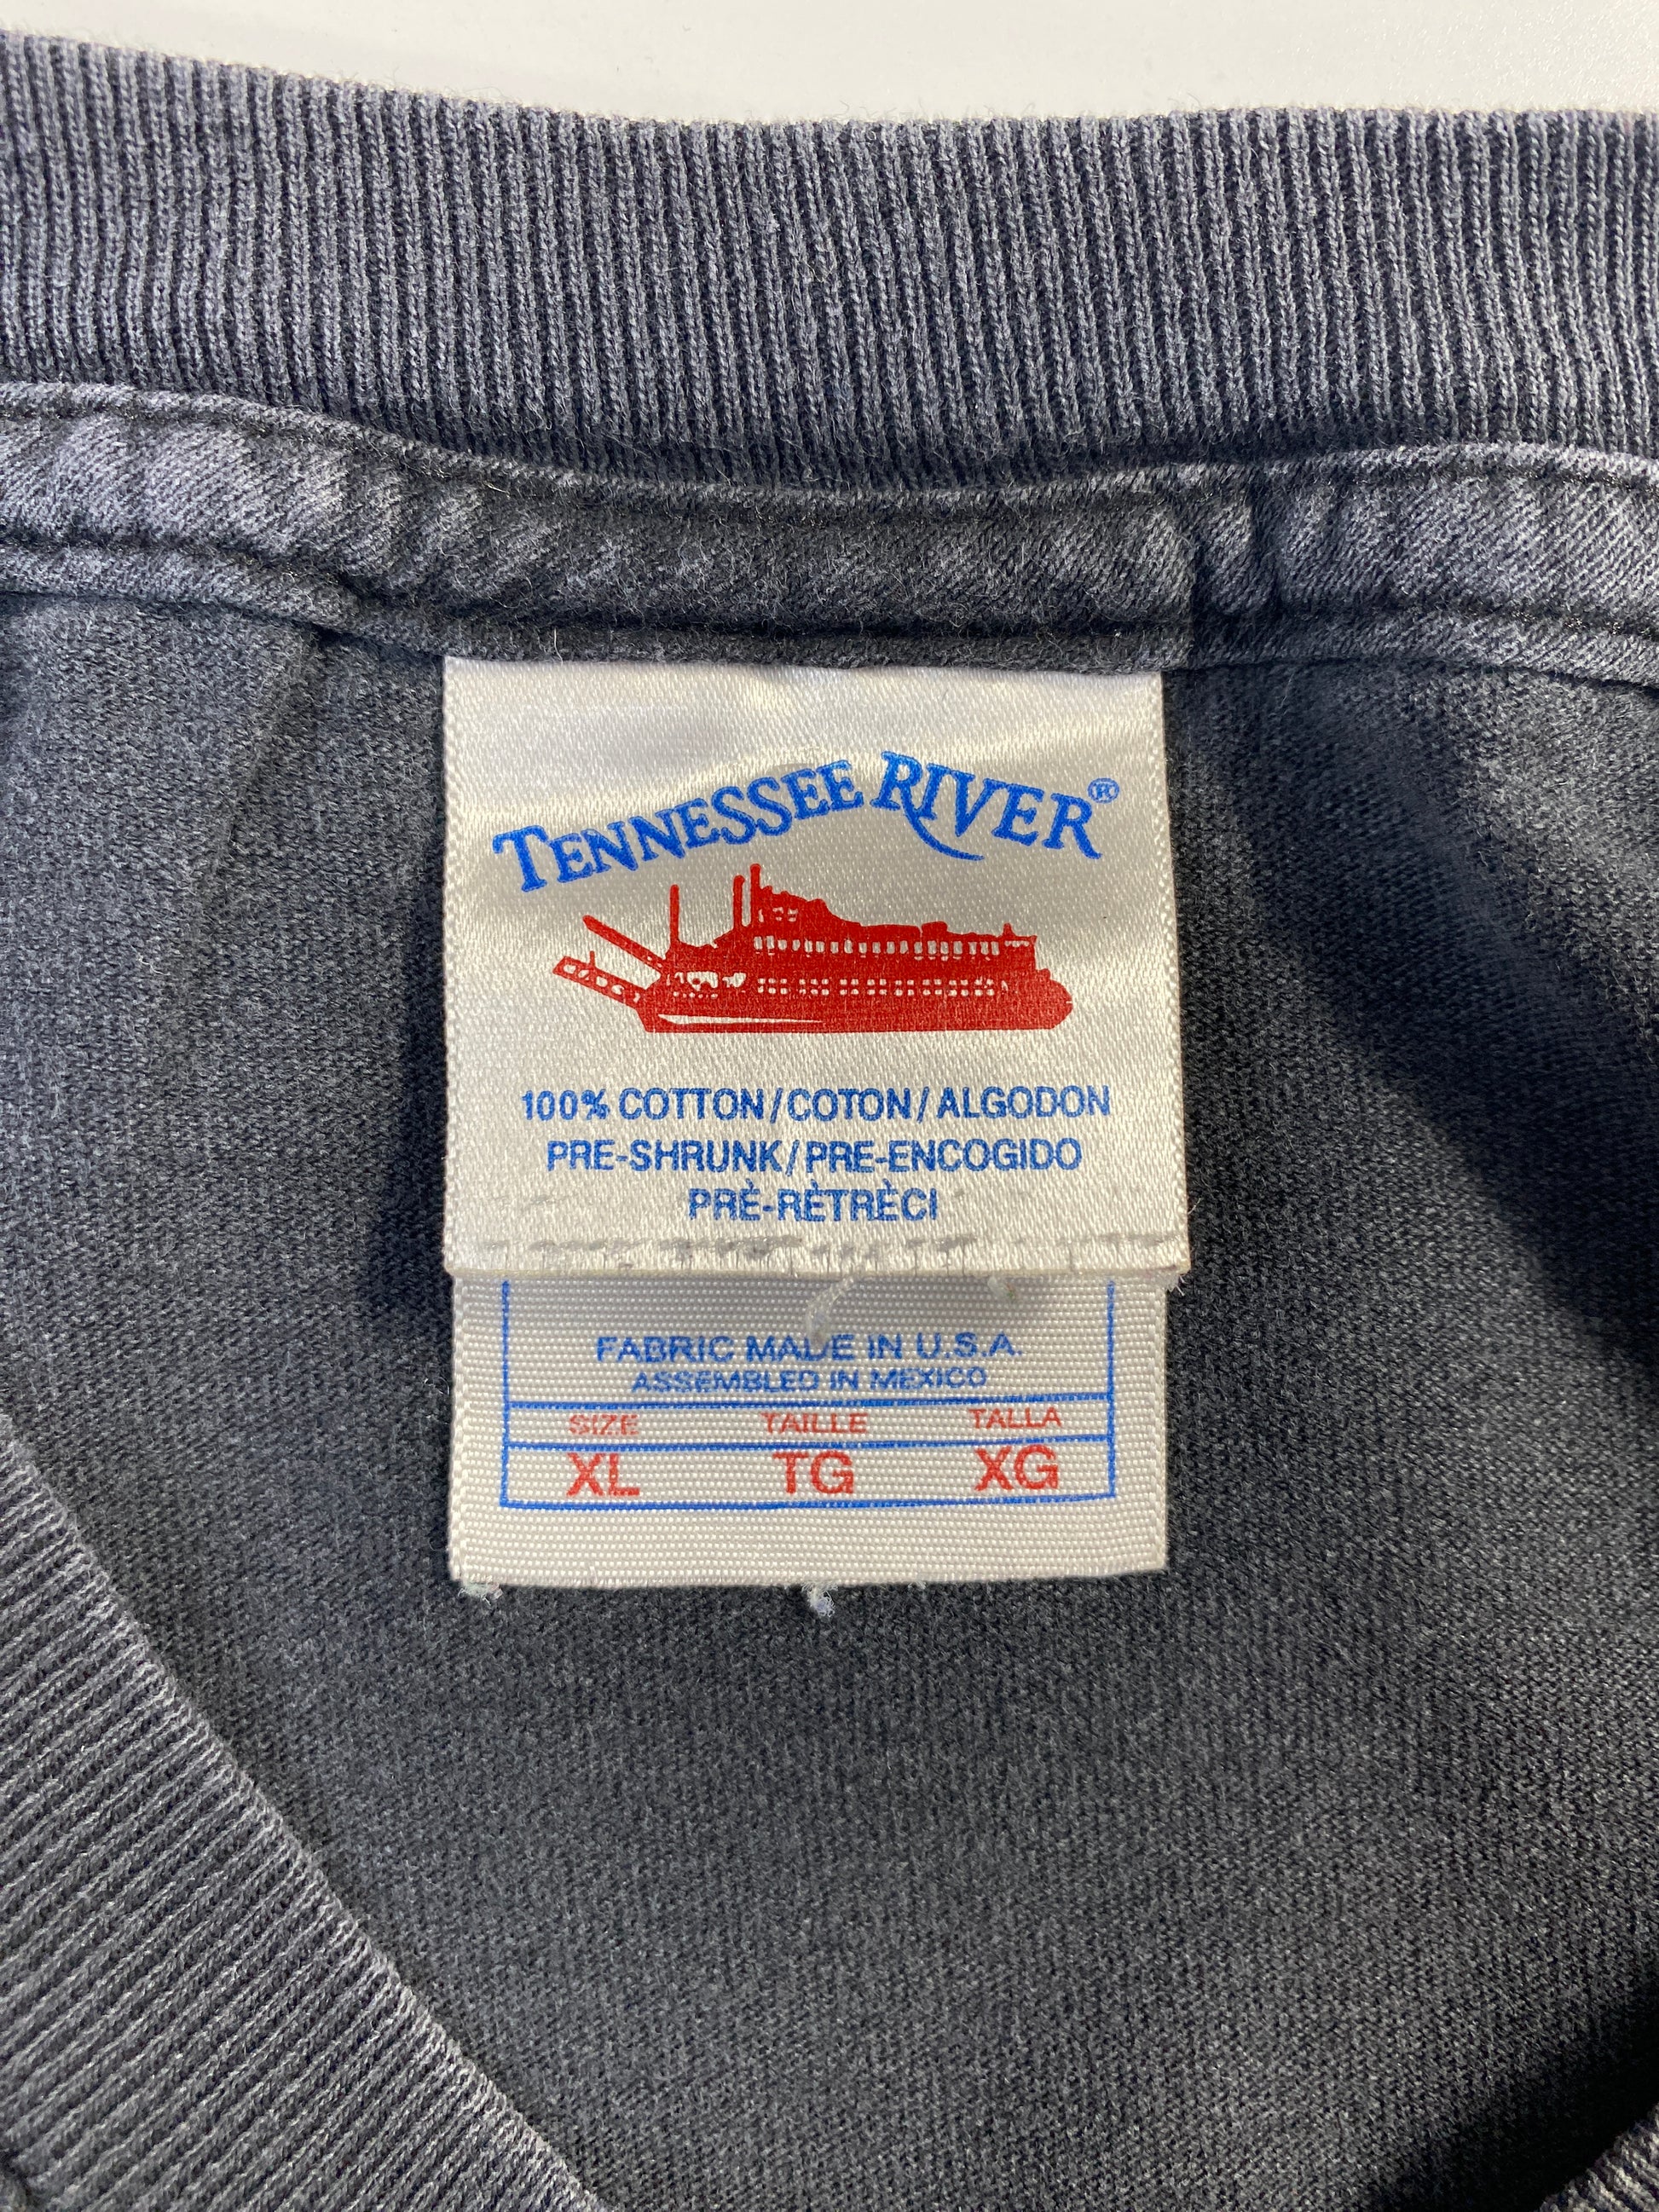 TENNESSEE RIVER®
100% COTTON/COTON/ALGODON
PRE-SHRUNK/PRE-ENCOGIDO
PRÈ-RÈTRÈCI
FABRIC MADE IN U.S.A.
ASSEMBLED IN MEXICO
SIZE TAILLE TALLA
XL TG XG